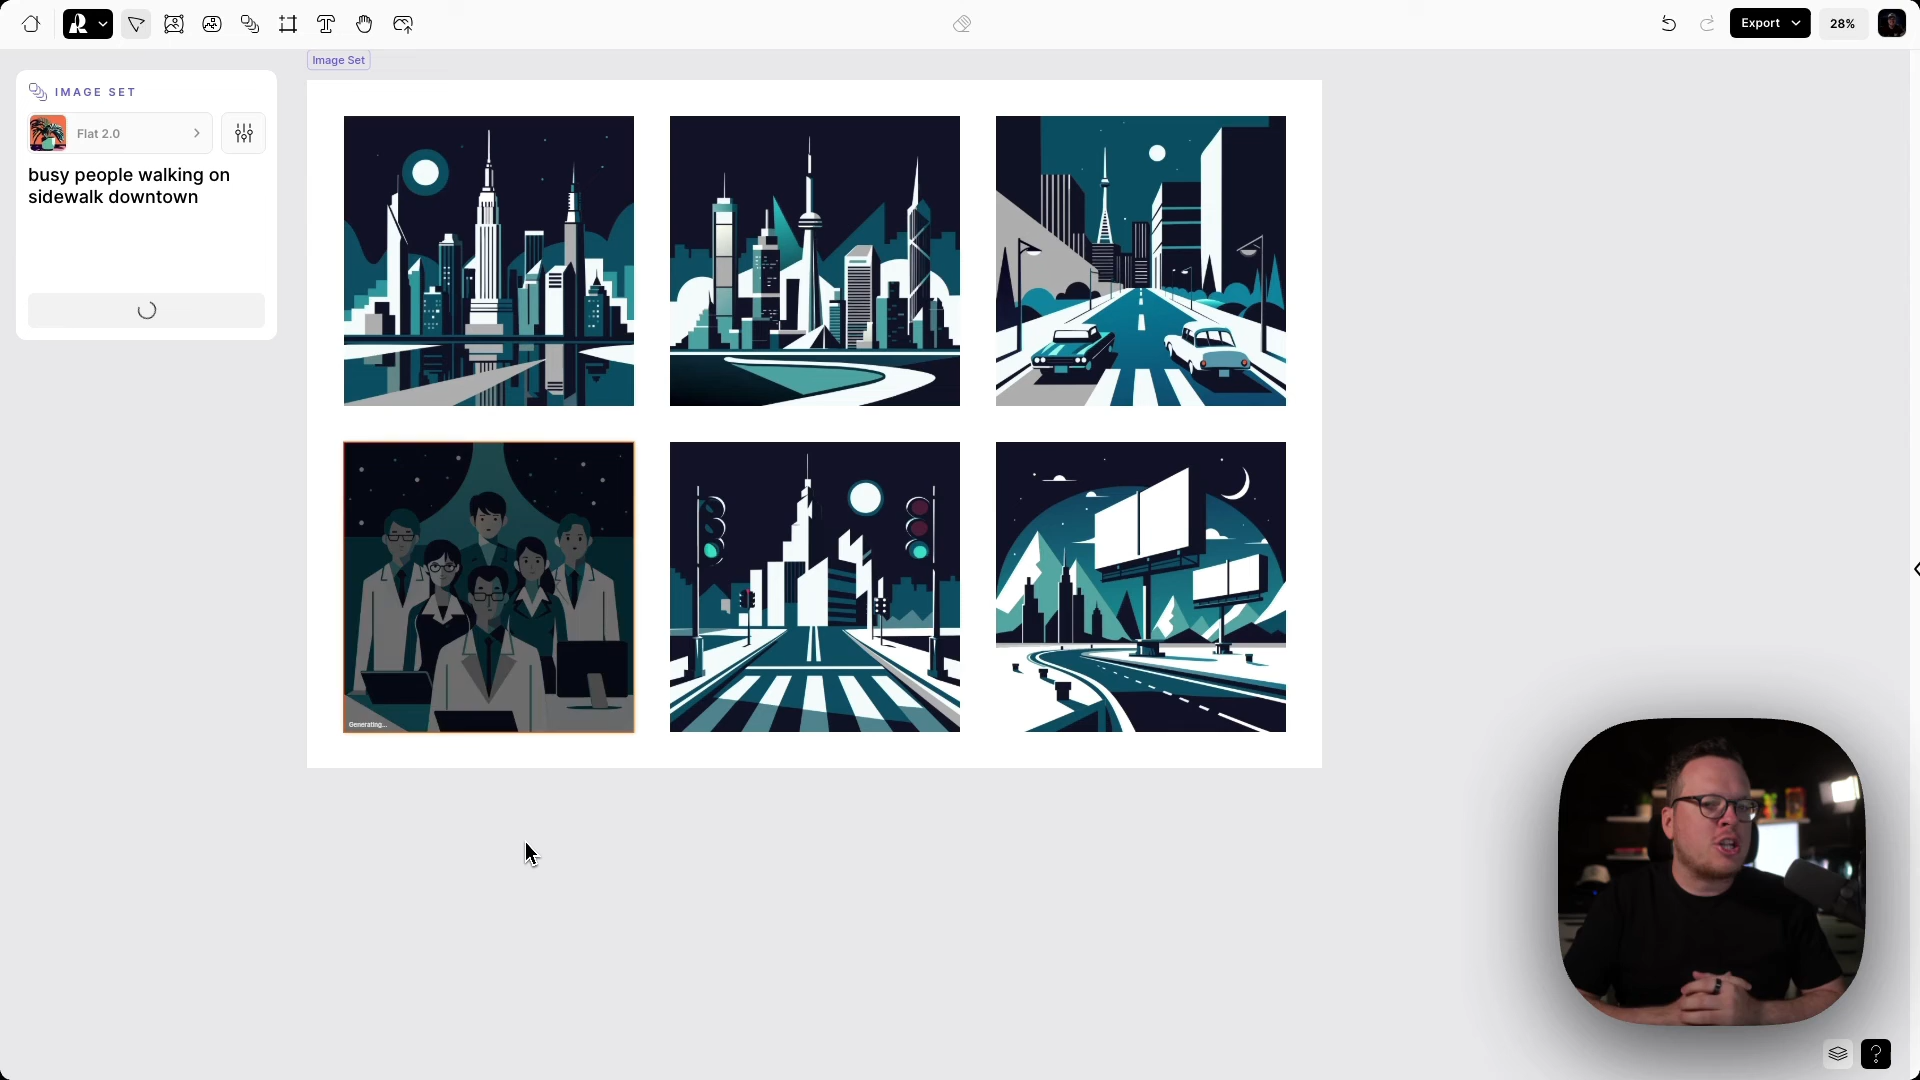 Export
28%
Image Set
IMAGE SET
Flat 2.0
busy people walking on
sidewalk downtown
Generating...
?